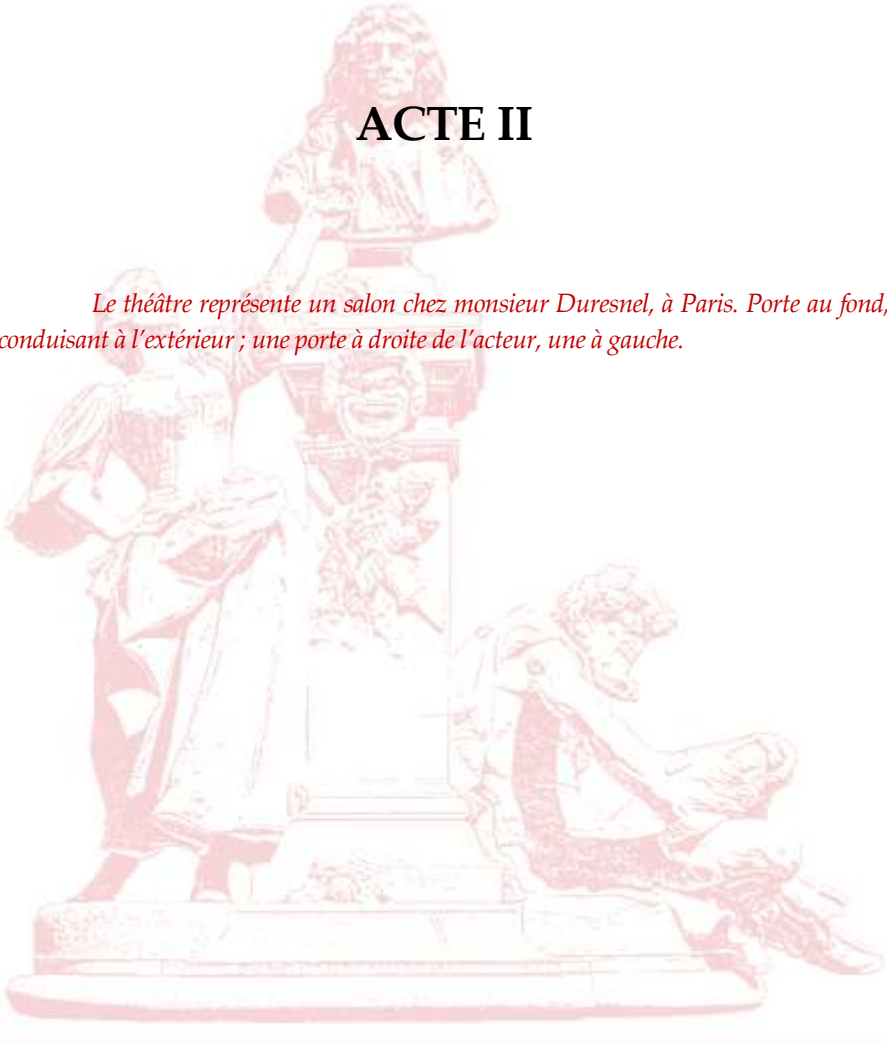 ACTE II
Le théâtre représente un salon chez monsieur Duresnel, à Paris. Porte au fond,
conduisant à l'extérieur ; une porte à droite de l'acteur, une à gauche.